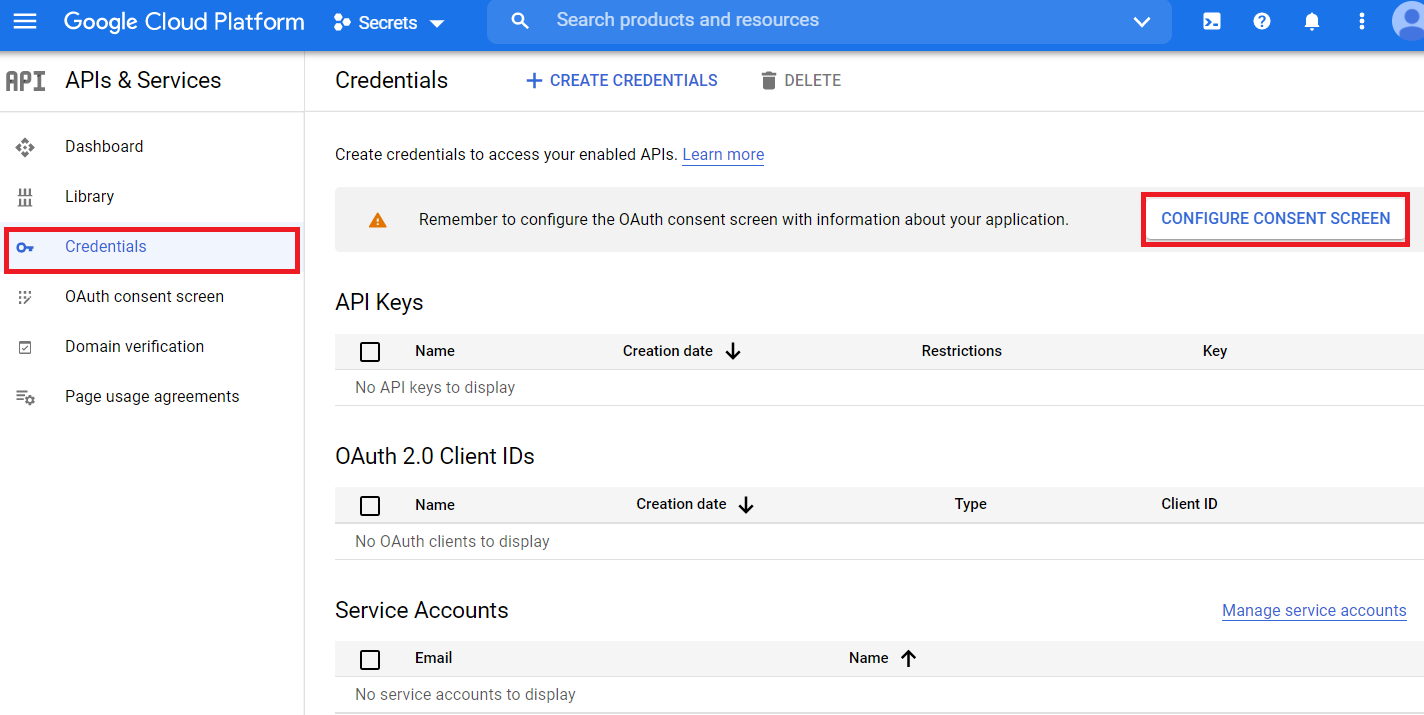 Google Cloud Platform Secrets Search products and resources
API APIs & Services
Credentials CREATE CREDENTIALS DELETE
Dashboard
Library
Credentials
OAuth consent screen
Domain verification
Page usage agreements
Create credentials to access your enabled APIs. Learn more
Remember to configure the OAuth consent screen with information about your application. CONFIGURE CONSENT SCREEN
API Keys
Name Creation date Restrictions Key
No API keys to display
OAuth 2.0 Client IDs
Name Creation date Type Client ID
No OAuth clients to display
Service Accounts Manage service accounts
Email Name
No service accounts to display